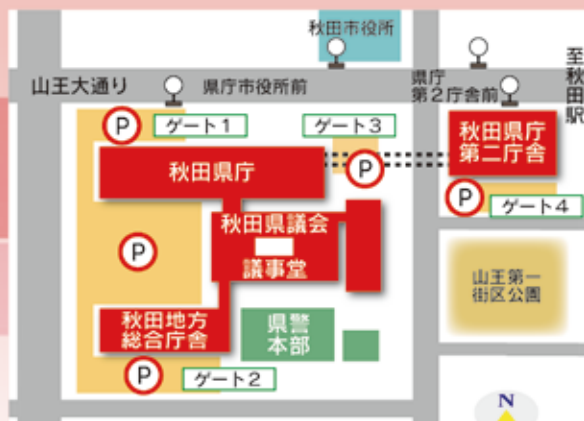 秋田市役所
至秋田駅
山王大通り
県庁市役所前
県庁
第2庁舎前
P
ゲート1
ゲート3
秋田県庁
第二庁舎
秋田県庁
P
P
ゲート4
秋田県議会
議事堂
P
山王第一
街区公園
秋田地方
総合庁舎
県警
本部
P
ゲート2
N